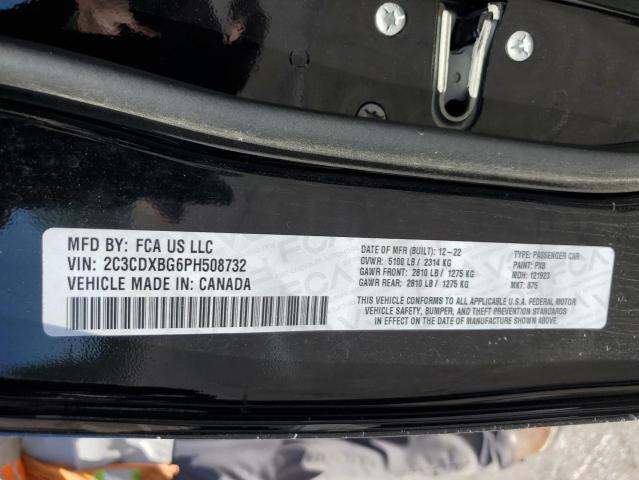 MFD BY: FCA US LLC
VIN: 2C3CDXBG6PH508732
VEHICLE MADE IN: CANADA
DATE OF MFR (BUILT): 12-22
GVWR: 5100 LB / 2314 KG
GAWR FRONT: 2810 LB / 1275 KG
GAWR REAR: 2810 LB / 1275 KG
TYPE: PASSENGER CAR
PAINT: PX8
MDH: 121923
MKT: 875
THIS VEHICLE CONFORMS TO ALL APPLICABLE U.S.A. FEDERAL MOTOR
VEHICLE SAFETY, BUMPER, AND THEFT PREVENTION STANDARDS
IN EFFECT ON THE DATE OF MANUFACTURE SHOWN ABOVE.